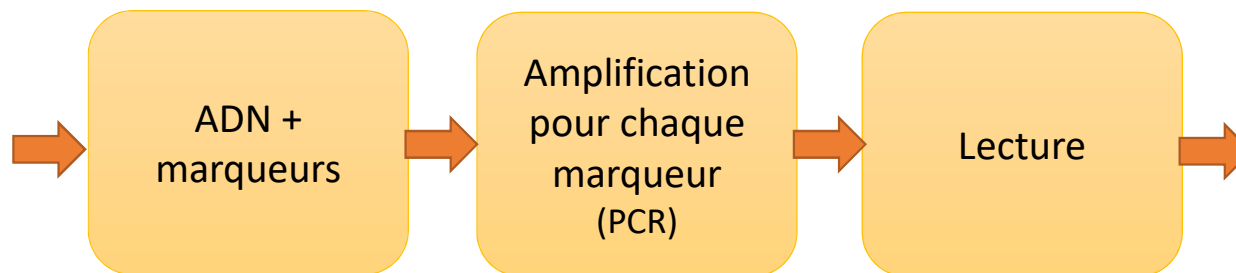 ADN +
marqueurs
Amplification
pour chaque
marqueur
(PCR)
Lecture